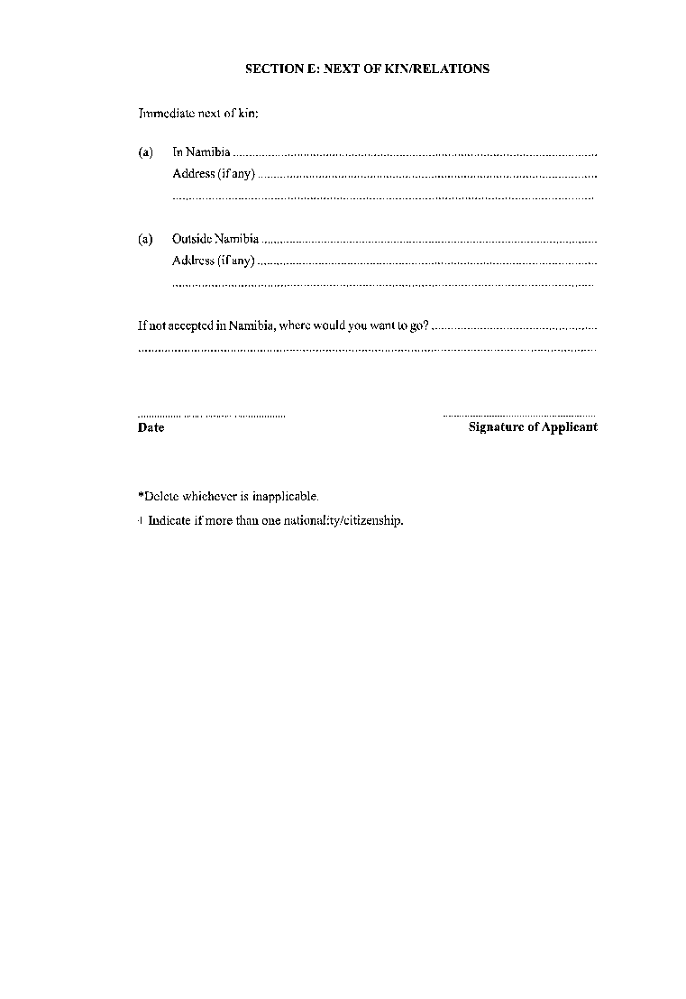 SECTION E: NEXT OF KIN/RELATIONS
Immediate next of kin:
(a) In Namibia ........................................................................................................................
Address (if any) ................................................................................................................
............................................................................................................................................
(a) Outside Namibia ...............................................................................................................
Address (if any) ................................................................................................................
............................................................................................................................................
If not accepted in Namibia, where would you want to go? ......................................................
........................................................................................................................................................
................................................. ..................................................
Date Signature of Applicant
*Delete whichever is inapplicable.
+ Indicate if more than one nationality/citizenship.